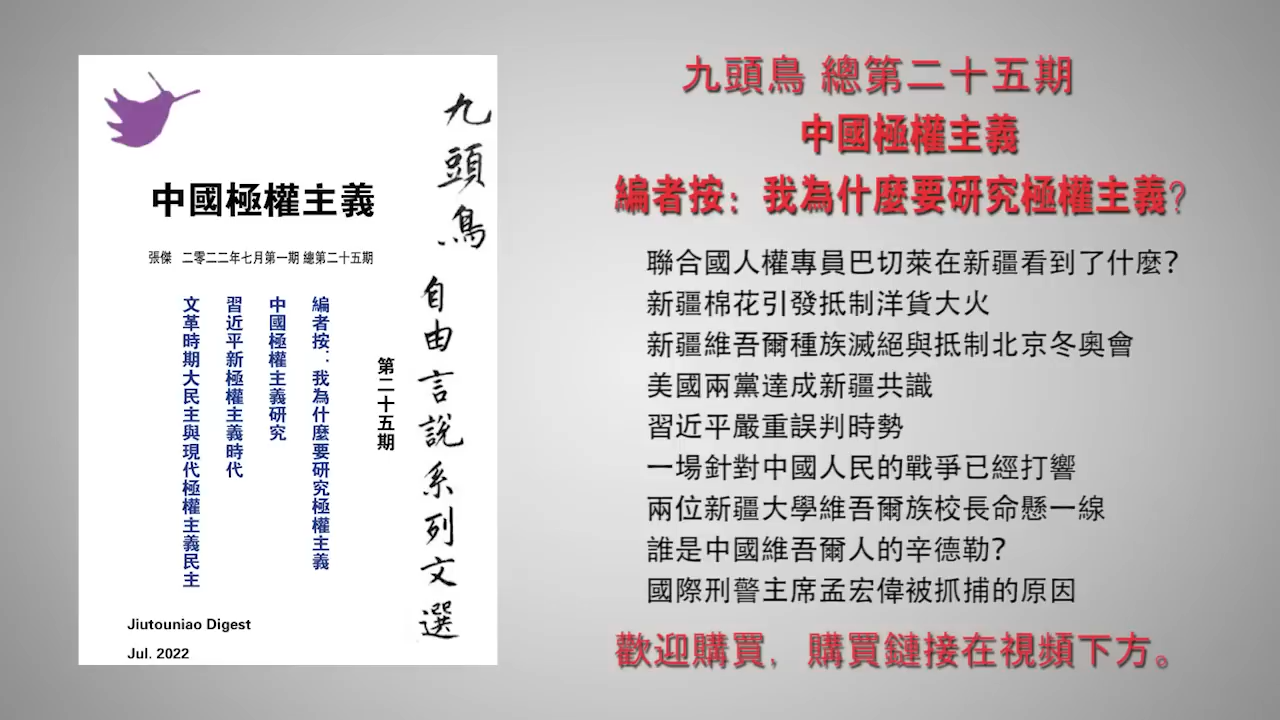 九頭鳥 自由言說系列文選
第二十五期
中國極權主義
張傑 二零二二年七月第一期 總第二十五期
編者按：我為什麼要研究極權主義
中國極權主義研究
習近平新極權主義時代
文革時期大民主與現代極權主義民主
Jiutouniao Digest
Jul. 2022
九頭鳥 總第二十五期
中國極權主義
編者按：我為什麼要研究極權主義?
聯合國人權專員巴切萊在新疆看到了什麼?
新疆棉花引發抵制洋貨大火
新疆維吾爾種族滅絕與抵制北京冬奧會
美國兩黨達成新疆共識
習近平嚴重誤判時勢
一場針對中國人民的戰爭已經打響
兩位新疆大學維吾爾族校長命懸一線
誰是中國維吾爾人的辛德勒?
國際刑警主席孟宏偉被抓捕的原因
歡迎購買，購買鏈接在視頻下方。